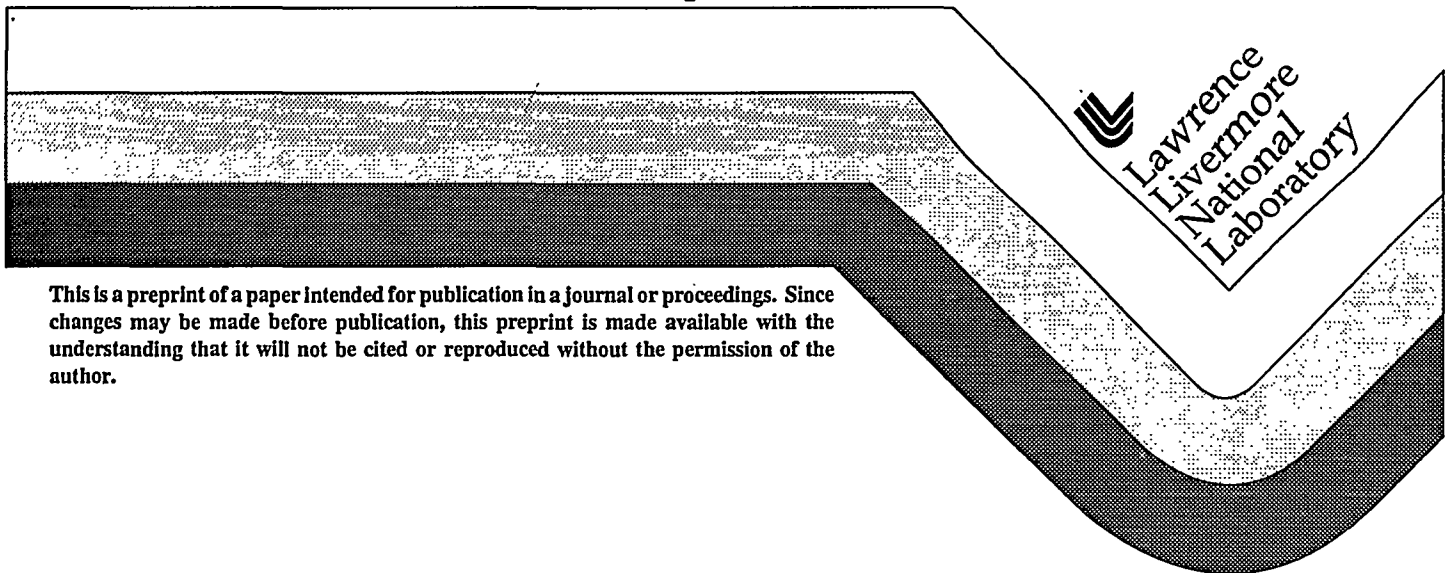 Lawrence
Livermore
National
Laboratory
This is a preprint of a paper intended for publication in a journal or proceedings. Since
changes may be made before publication, this preprint is made available with the
understanding that it will not be cited or reproduced without the permission of the
author.